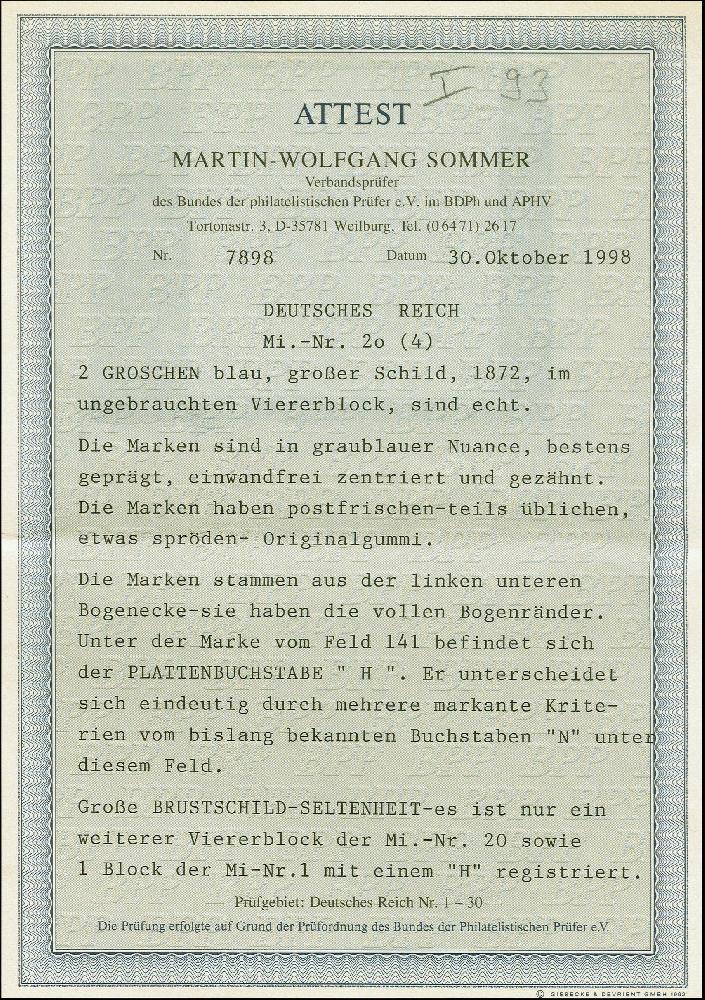 ATTEST
I 93
MARTIN-WOLFGANG SOMMER
Verbandsprüfer
des Bundes der philatelistischen Prüfer e.V. im BDPh und APHV
Tortonastr. 3, D-35781 Weilburg, Tel. (06471) 2617
Nr. 7898 Datum 30.Oktober 1998
DEUTSCHES REICH
Mi.-Nr. 2o (4)
2 GROSCHEN blau, großer Schild, 1872, im
ungebrauchten Viererblock, sind echt.
Die Marken sind in graublauer Nuance, bestens
geprägt, einwandfrei zentriert und gezähnt.
Die Marken haben postfrischen-teils üblichen,
etwas spröden- Originalgummi.
Die Marken stammen aus der linken unteren
Bogenecke-sie haben die vollen Bogenränder.
Unter der Marke vom Feld 141 befindet sich
der PLATTENBUCHSTABE " H ". Er unterscheidet
sich eindeutig durch mehrere markante Krite-
rien vom bislang bekannten Buchstaben "N" unter
diesem Feld.
Große BRUSTSCHILD-SELTENHEIT-es ist nur ein
weiterer Viererblock der Mi.-Nr. 20 sowie
1 Block der Mi-Nr.1 mit einem "H" registriert.
Prüfgebiet: Deutsches Reich Nr. 1 – 30
Die Prüfung erfolgte auf Grund der Prüfordnung des Bundes der Philatelistischen Prüfer e.V.
© GIESECKE & DEVRIENT GMBH